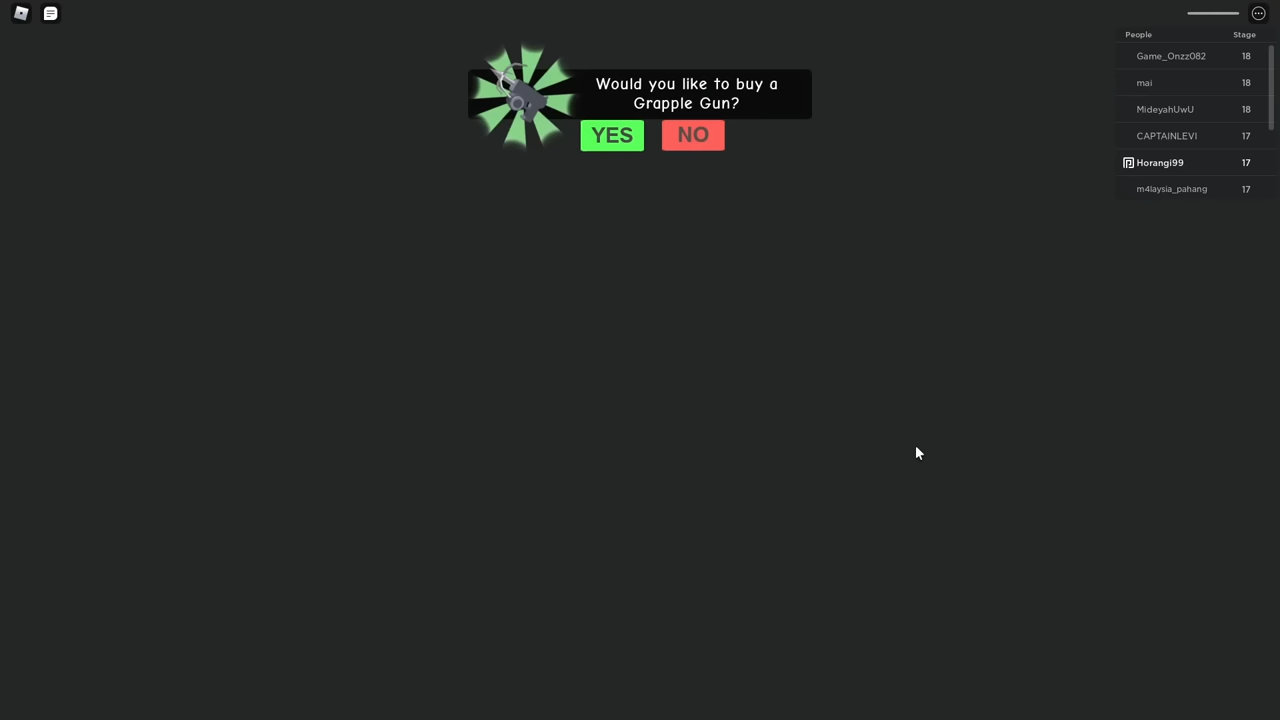 People Stage
Game_Onzz082 18
mai 18
MideyahUwU 18
CAPTAINLEVI 17
Horangi99 17
m4laysia_pahang 17
Would you like to buy a
Grapple Gun?
YES NO